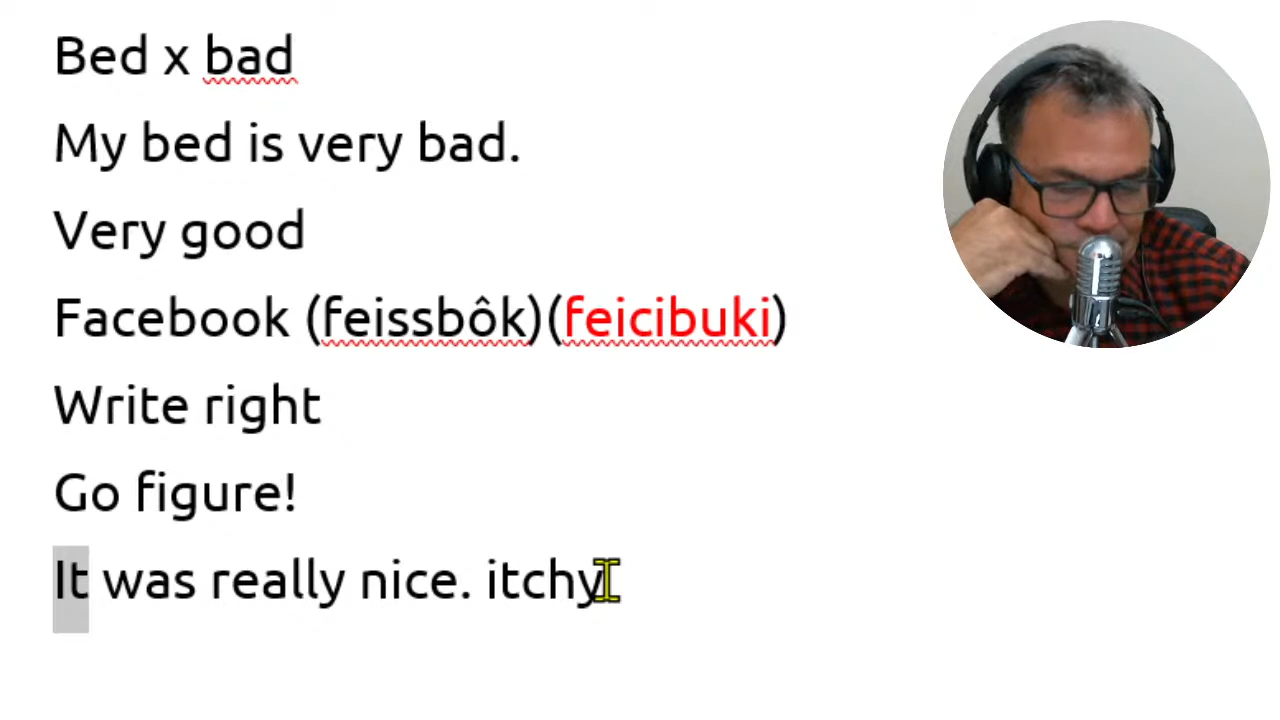 Bed x bad
My bed is very bad.
Very good
Facebook (feissbôk)(feicibuki)
Write right
Go figure!
It was really nice. itchy